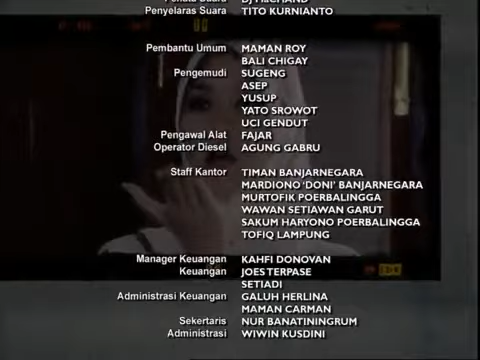 Penyelaras Suara TITO KURNIANTO
Pembantu Umum MAMAN ROY
BALI CHIGAY
Pengemudi SUGENG
ASEP
YUSUP
YATO SROWOT
UCI GENDUT
Pengawal Alat FAJAR
Operator Diesel AGUNG GABRU
Staff Kantor TIMAN BANJARNEGARA
MARDIONO 'DONI' BANJARNEGARA
MURTOFIK POERBALINGGA
WAWAN SETIAWAN GARUT
SAKUM HARYONO POERBALINGGA
TOFIQ LAMPUNG
Manager Keuangan KAHFI DONOVAN
Keuangan JOES TERPASE
SETIADI
Administrasi Keuangan GALUH HERLINA
MAMAN CARMAN
Sekertaris NUR BANATININGRUM
Administrasi WIWIN KUSDINI